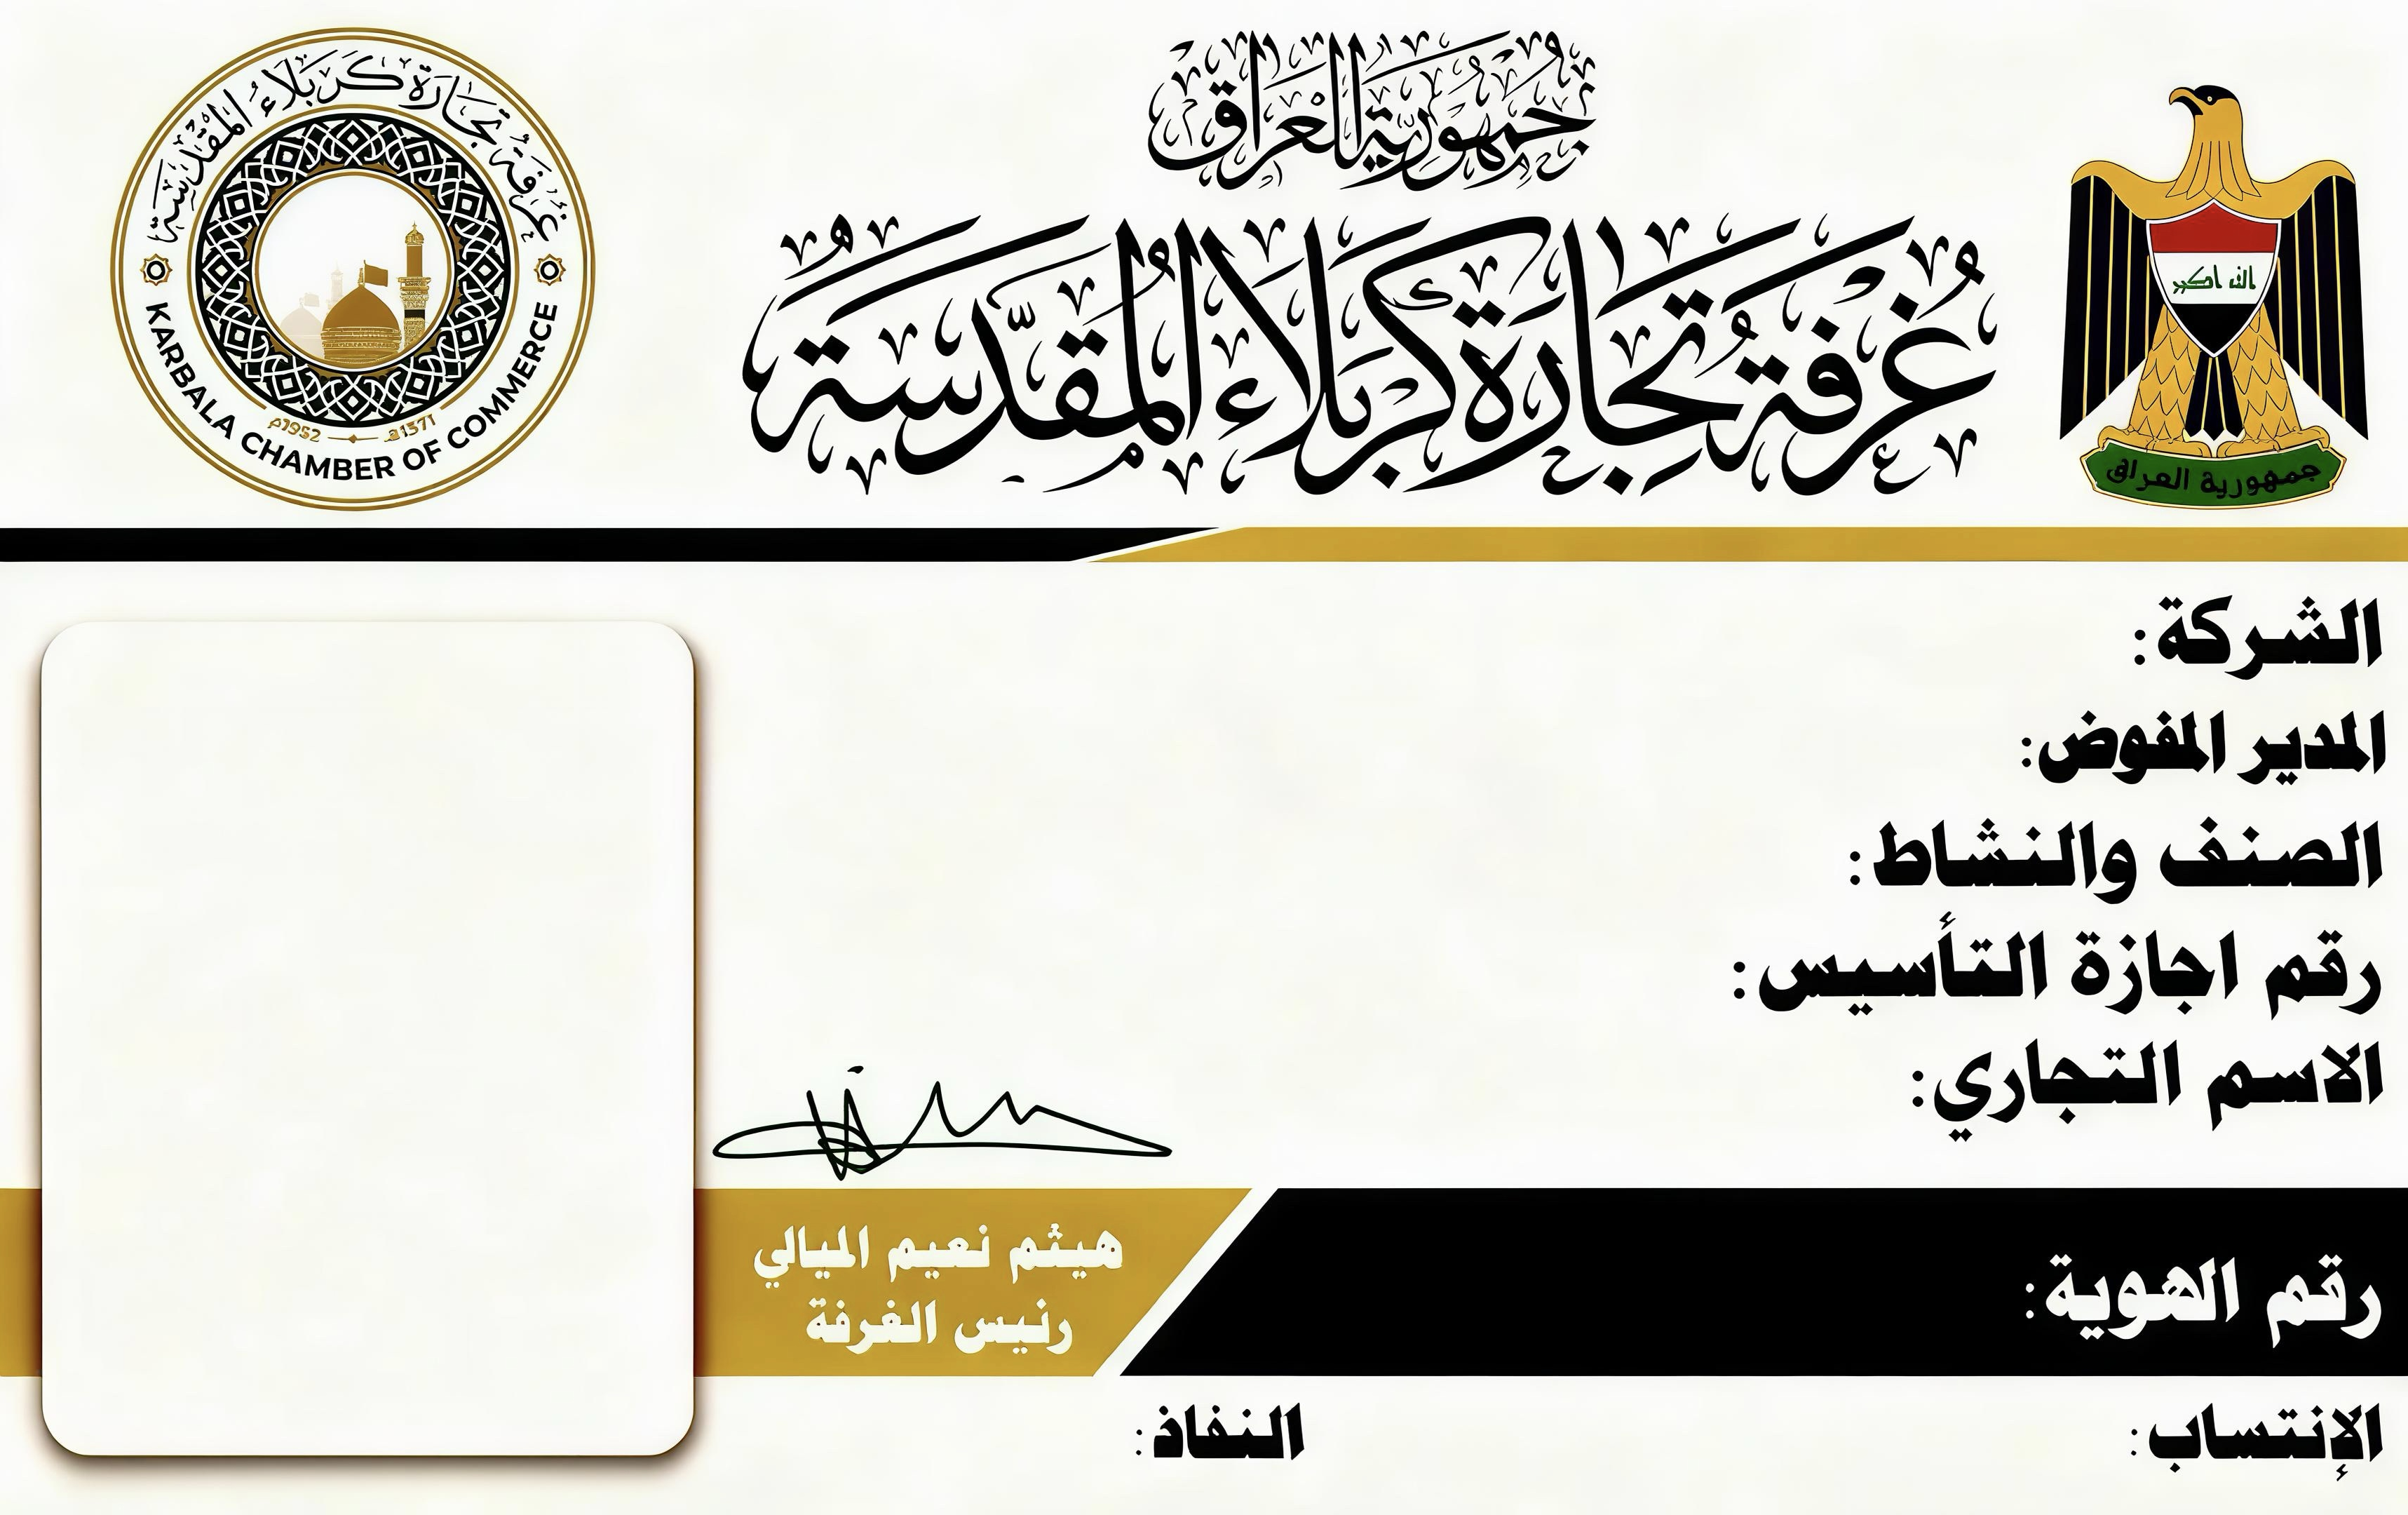 جمهورية العراق
غرفة تجارة كربلاء المقدسة
غرفة تجارة كربلاء المقدسة
1371هـ 1952م
KARBALA CHAMBER OF COMMERCE
الله اكبر
جمهورية العراق
الشركة:
المدير المفوض:
الصنف والنشاط:
رقم اجازة التأسيس:
الاسم التجاري:
رقم الهوية:
هيثم نعيم الميالي
رئيس الغرفة
الإنتساب:
النفاذ: